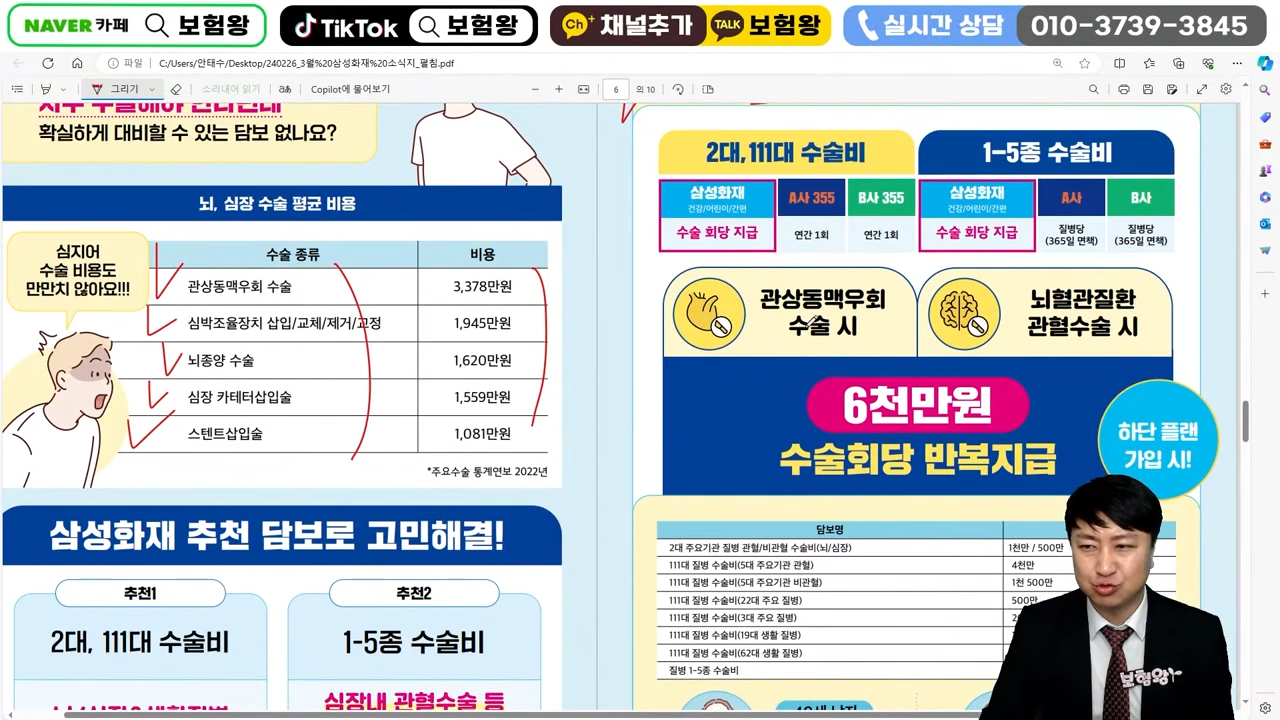 NAVER 카페 보험왕
TikTok 보험왕
Ch+ 채널추가 TALK 보험왕
실시간 상담 010-3739-3845
파일 C:/Users/안태수/Desktop/240226_3월%20삼성화재%20소식지_펼침.pdf
그리기 소리내어 읽기 Copilot에 물어보기
6 의 10
확실하게 대비할 수 있는 담보 없나요?
뇌, 심장 수술 평균 비용
심지어
수술 비용도
만만치 않아요!!!
수술 종류 비용
관상동맥우회 수술 3,378만원
심박조율장치 삽입/교체/제거/교정 1,945만원
뇌종양 수술 1,620만원
심장 카테터삽입술 1,559만원
스텐트삽입술 1,081만원
*주요수술 통계연보 2022년
삼성화재 추천 담보로 고민해결!
추천1
2대, 111대 수술비
추천2
1-5종 수술비
심장내 관혈수술 등
2대,111대 수술비
삼성화재
건강/어린이/간편
수술 회당 지급
A사 355
연간 1회
B사 355
연간 1회
1-5종 수술비
삼성화재
건강/어린이/간편
수술 회당 지급
A사
질병당
(365일 면책)
B사
질병당
(365일 면책)
관상동맥우회
수술 시
뇌혈관질환
관혈수술 시
6천만원
수술회당 반복지급
하단 플랜
가입 시!
담보명
2대 주요기관 질병 관혈/비관혈 수술비(뇌/심장) 1천만 / 500만
111대 질병 수술비(5대 주요기관 관혈) 4천만
111대 질병 수술비(5대 주요기관 비관혈) 1천 500만
111대 질병 수술비(22대 주요 질병) 500만
111대 질병 수술비(3대 주요 질병)
111대 질병 수술비(19대 생활 질병)
111대 질병 수술비(62대 생활 질병)
질병 1-5종 수술비
보험왕